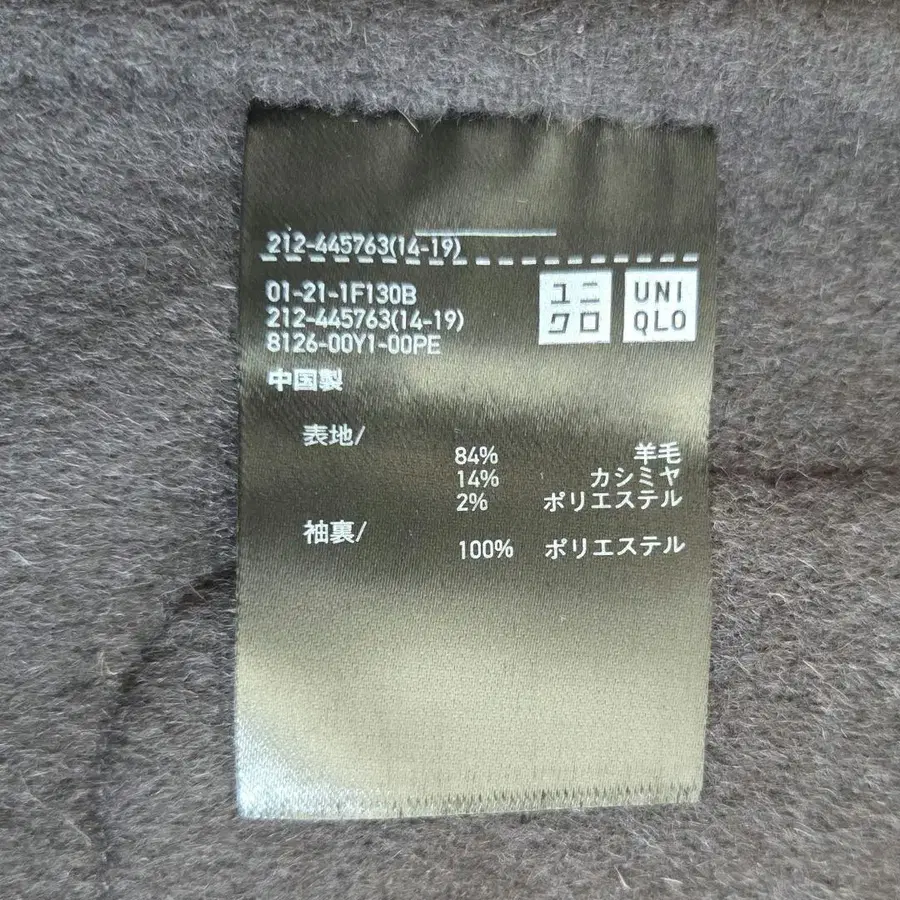 212-445763(14-19)
01-21-1F130B
212-445763(14-19)
8126-00Y1-00PE
中国製
ユニ
クロ
UNI
QLO
表地/
84% 羊毛
14% カシミヤ
2% ポリエステル
袖裏/
100% ポリエステル